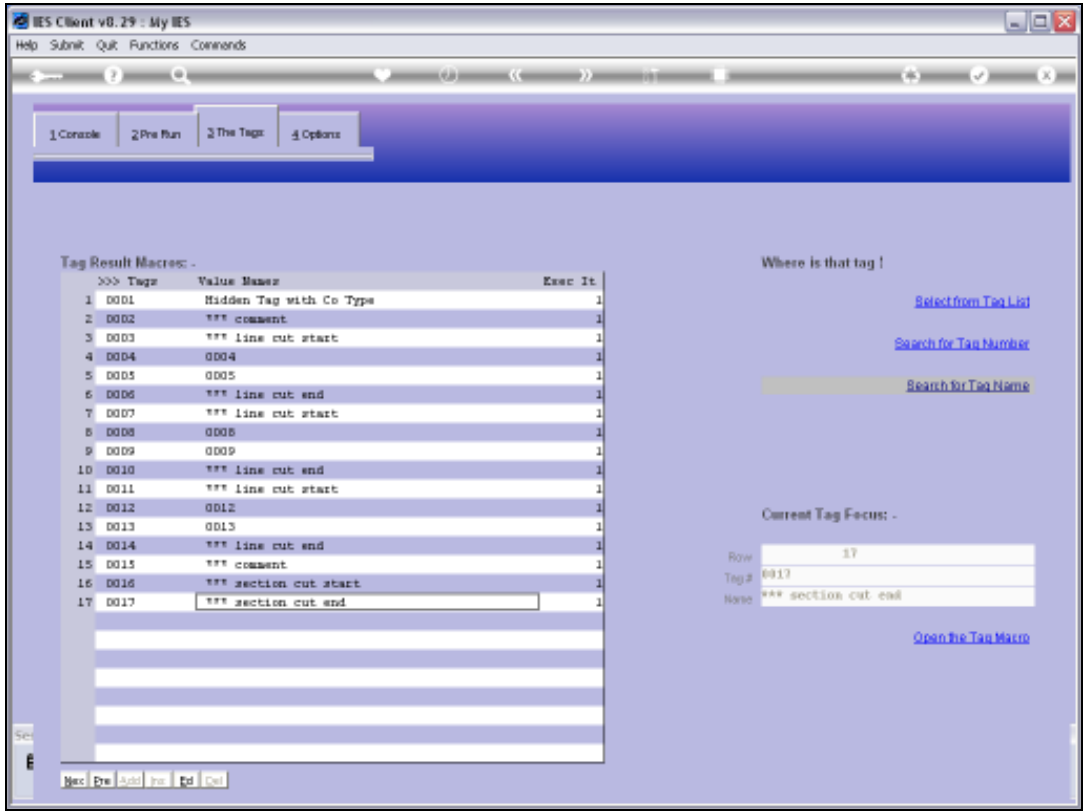 IES Client v8.29 : My IES
Help Submit Quit Functions Commands
1 Console 2 Pre Run 3 The Tags 4 Options
Tag Result Macros: -
>>> Tags Value Names Exec It
1 0001 Hidden Tag with Co Type 1
2 0002 *** comment 1
3 0003 *** line cut start 1
4 0004 0004 1
5 0005 0005 1
6 0006 *** line cut end 1
7 0007 *** line cut start 1
8 0008 0008 1
9 0009 0009 1
10 0010 *** line cut end 1
11 0011 *** line cut start 1
12 0012 0012 1
13 0013 0013 1
14 0014 *** line cut end 1
15 0015 *** comment 1
16 0016 *** section cut start 1
17 0017 *** section cut end 1
Where is that tag !
Select from Tag List
Search for Tag Number
Search for Tag Name
Current Tag Focus: -
Row 17
Tag # 0017
Name *** section cut end
Open the Tag Macro
Nex Pre Add Ins Ed Del